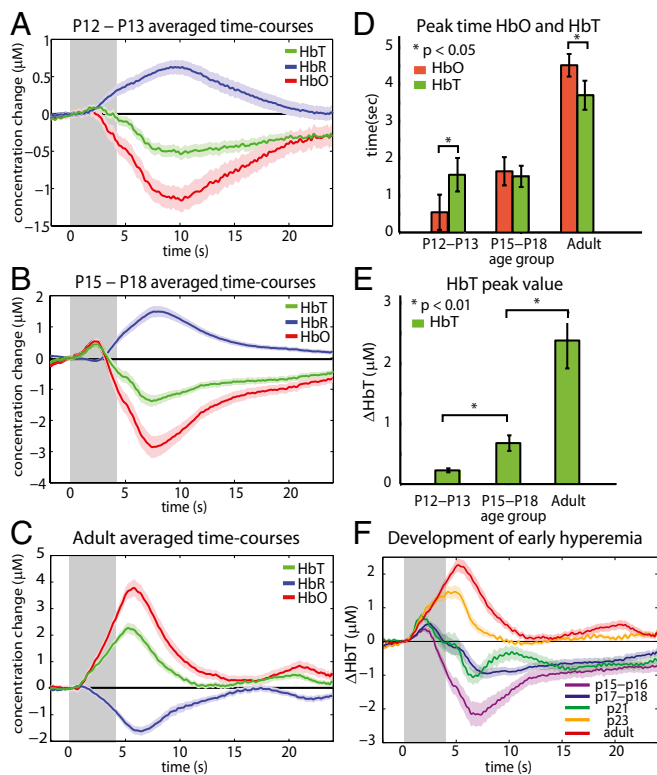 A
P12 – P13 averaged time-courses
HbT
HbR
HbO
concentration change (μM)
0.5
0
−0.5
−1
−15
0 5 10 15 20
time (s)
B
P15 – P18 averaged time-courses
HbT
HbR
HbO
concentration change (μM)
2
1
0
−1
−2
−3
−4
0 5 10 15 20
time (s)
C
Adult averaged time-courses
HbT
HbR
HbO
concentration change (μM)
5
4
3
2
1
0
−1
−2
0 5 10 15 20
time (s)
D
Peak time HbO and HbT
* p < 0.05
HbO
HbT
*
*
time(sec)
5
4
3
2
1
0
P12−P13 P15−P18 Adult
age group
E
HbT peak value
* p < 0.01
HbT
*
*
ΔHbT (μM)
3
2
1
0
P12−P13 P15−P18 Adult
age group
F
Development of early hyperemia
ΔHbT (μM)
2
1
0
−1
−2
−3
p15−p16
p17−p18
p21
p23
adult
0 5 10 15 20
time (s)